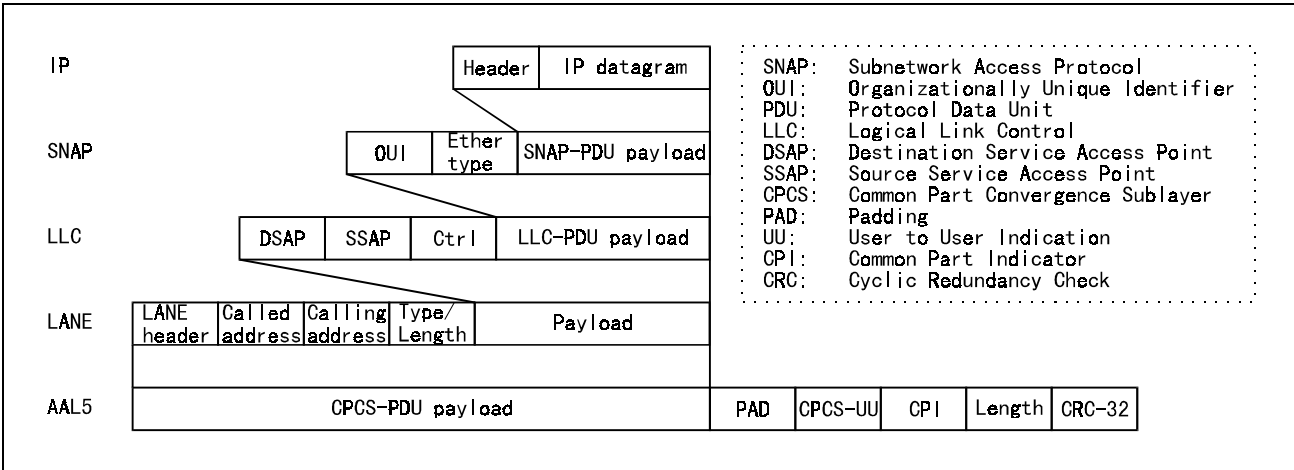 IP
Header IP datagram
SNAP
OUI Ether type SNAP-PDU payload
LLC
DSAP SSAP Ctrl LLC-PDU payload
LANE
LANE header Called address Calling address Type/ Length Payload
AAL5
CPCS-PDU payload PAD CPCS-UU CPI Length CRC-32
SNAP: Subnetwork Access Protocol
OUI: Organizationally Unique Identifier
PDU: Protocol Data Unit
LLC: Logical Link Control
DSAP: Destination Service Access Point
SSAP: Source Service Access Point
CPCS: Common Part Convergence Sublayer
PAD: Padding
UU: User to User Indication
CPI: Common Part Indicator
CRC: Cyclic Redundancy Check